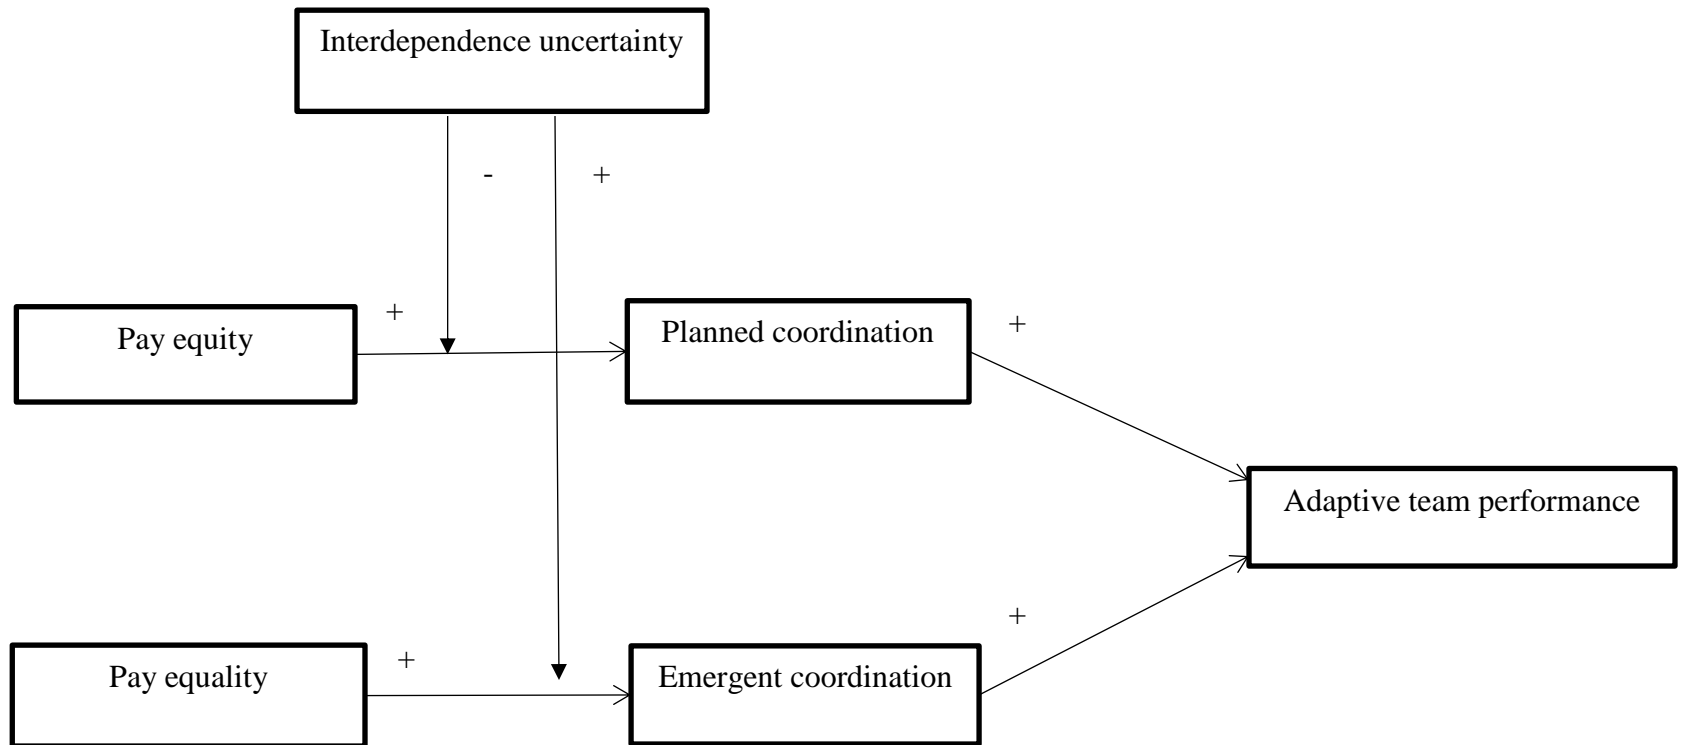 Interdependence uncertainty
- +
Pay equity
+
Planned coordination
+
Adaptive team performance
Pay equality
+
Emergent coordination
+